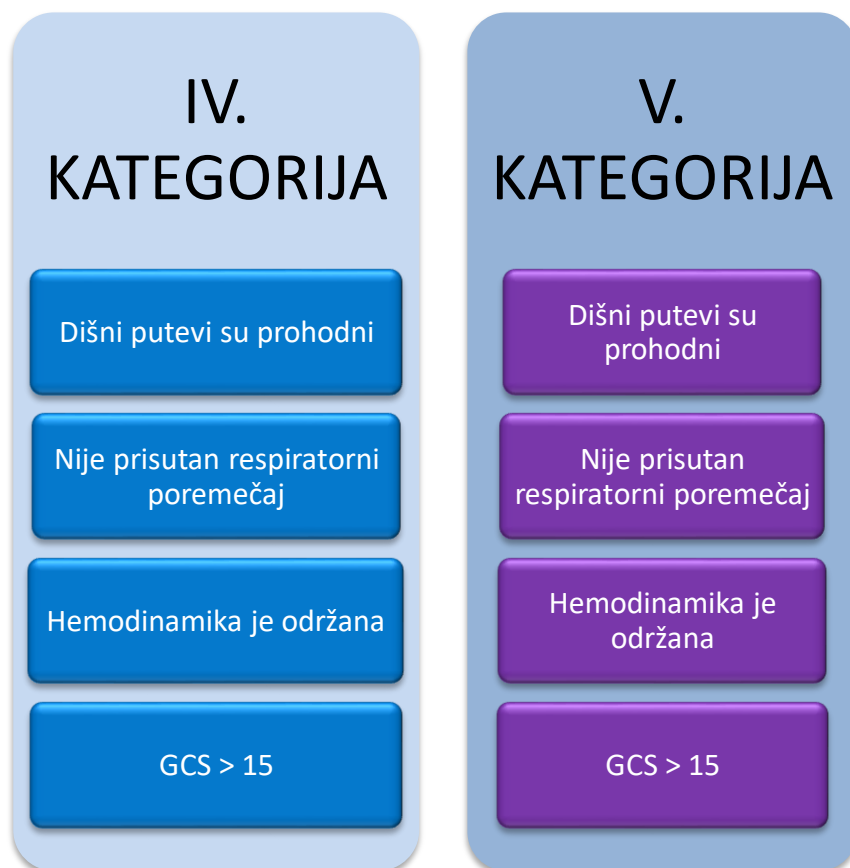 IV.
KATEGORIJA
Dišni putevi su prohodni
Nije prisutan respiratorni
poremečaj
Hemodinamika je održana
GCS > 15
V.
KATEGORIJA
Dišni putevi su
prohodni
Nije prisutan
respiratorni poremečaj
Hemodinamika je
održana
GCS > 15